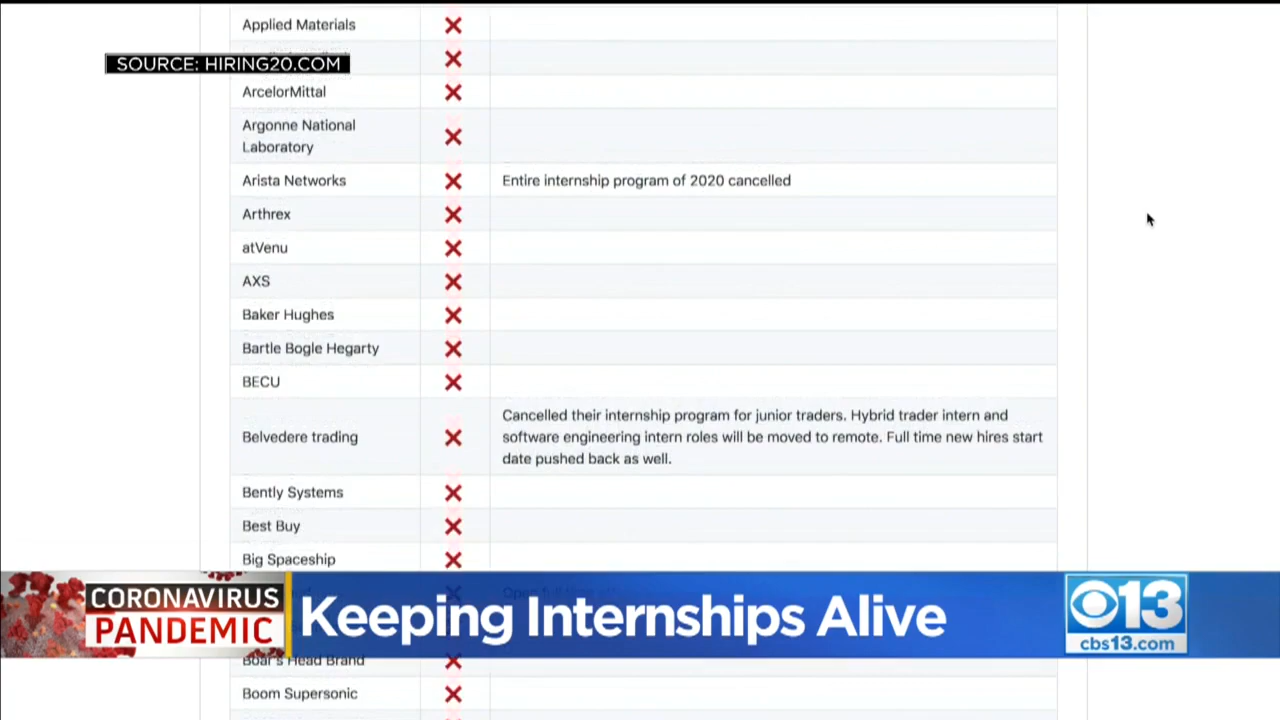 Applied Materials
SOURCE: HIRING20.COM
ArcelorMittal
Argonne National
Laboratory
Arista Networks
Entire internship program of 2020 cancelled
Arthrex
atVenu
AXS
Baker Hughes
Bartle Bogle Hegarty
BECU
Belvedere trading
Cancelled their internship program for junior traders. Hybrid trader intern and
software engineering intern roles will be moved to remote. Full time new hires start
date pushed back as well.
Bently Systems
Best Buy
Big Spaceship
CORONAVIRUS
PANDEMIC
Keeping Internships Alive
13
cbs13.com
Boar's Head Brand
Boom Supersonic